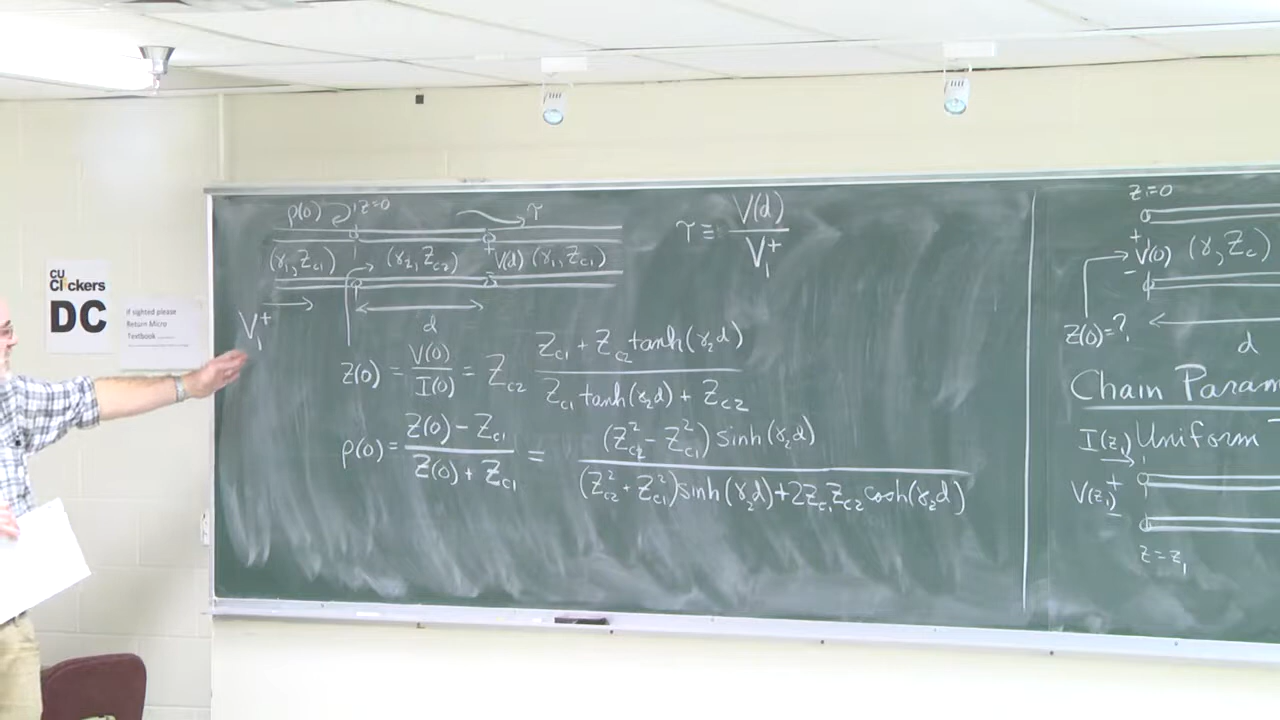 CU
Clickers
DC
If sighted please
Return Micro
Textbook
ρ(0) z=0 τ
(γ₁, Z_c1) (γ₂, Z_c2) + V(d) - (γ₁, Z_c1)
V₁⁺
d
τ ≡ V(d) / V₁⁺
Z(0) = V(0) / I(0) = Z_c2 (Z_c1 + Z_c2 tanh(γ₂d)) / (Z_c1 tanh(γ₂d) + Z_c2)
ρ(0) = (Z(0) - Z_c1) / (Z(0) + Z_c1) = (Z_c2² - Z_c1²) sinh(γ₂d) / ((Z_c2² + Z_c1²) sinh(γ₂d) + 2Z_c1 Z_c2 cosh(γ₂d))
z=0
+ V(0) - (γ, Z_c)
Z(0)=?
d
Chain Param
I(z₁) Uniform T
V(z₁) + -
z=z₁